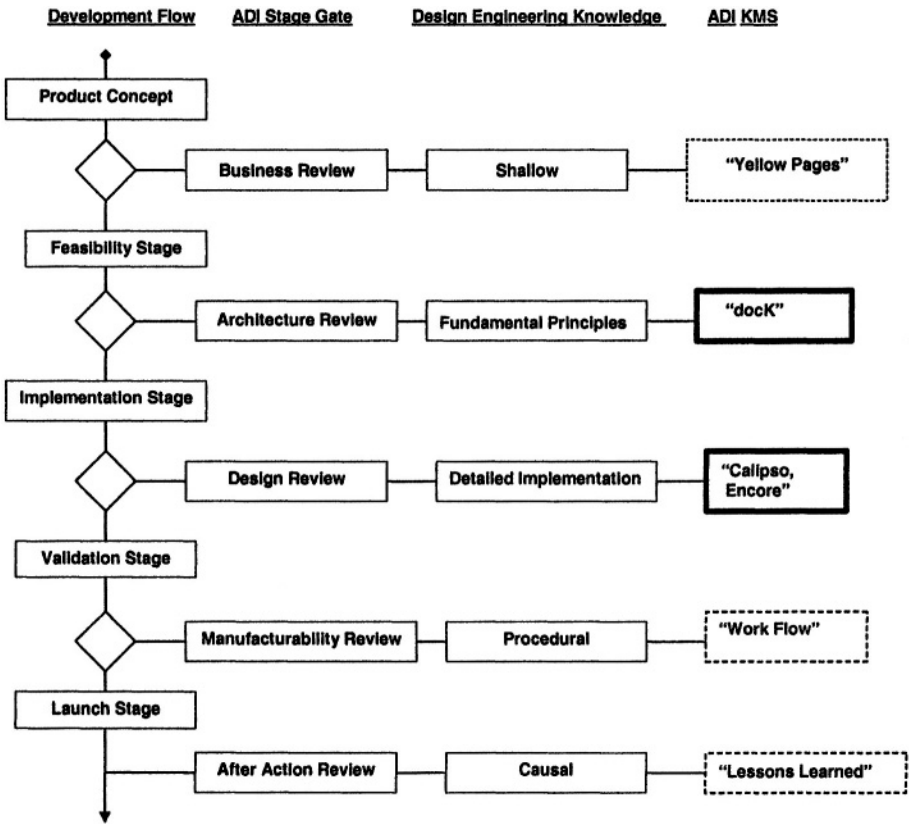 Development Flow ADI Stage Gate Design Engineering Knowledge ADI KMS
Product Concept
Business Review Shallow “Yellow Pages”
Feasibility Stage
Architecture Review Fundamental Principles “docK”
Implementation Stage
Design Review Detailed Implementation “Calipso,
Encore”
Validation Stage
Manufacturability Review Procedural “Work Flow”
Launch Stage
After Action Review Causal “Lessons Learned”